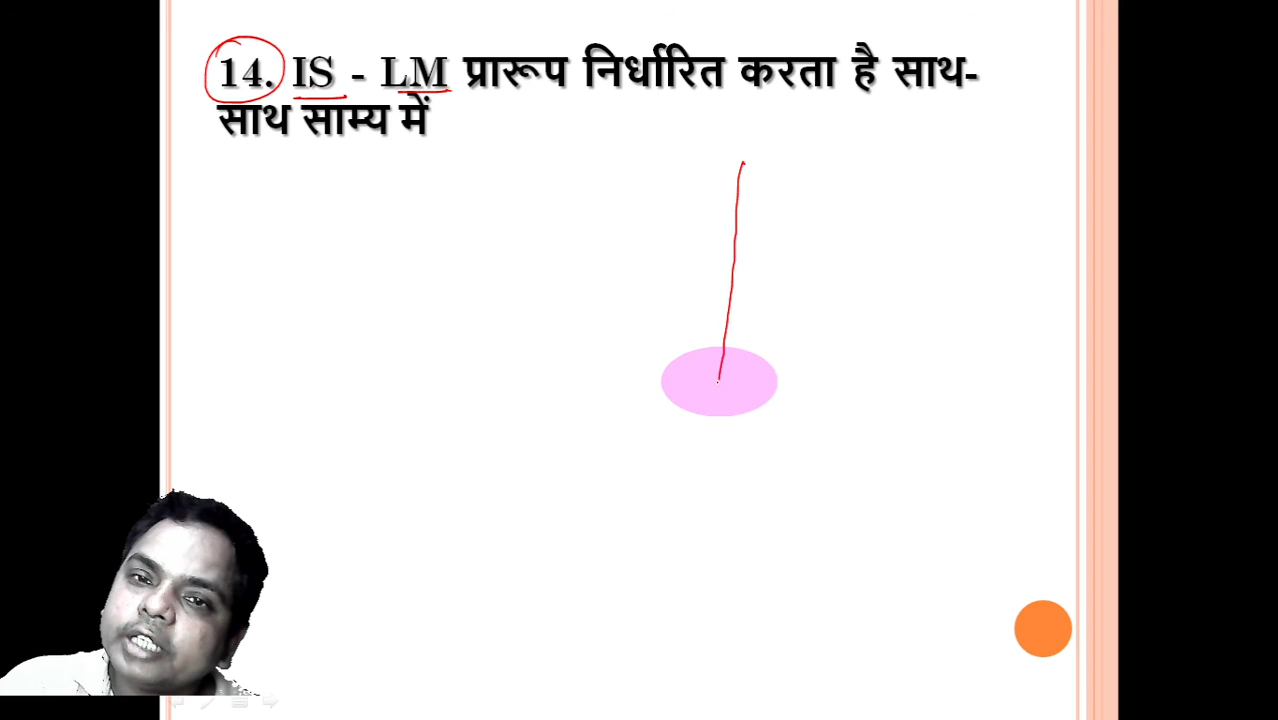 14. IS - LM प्रारूप निर्धारित करता है साथ-
साथ साम्य में